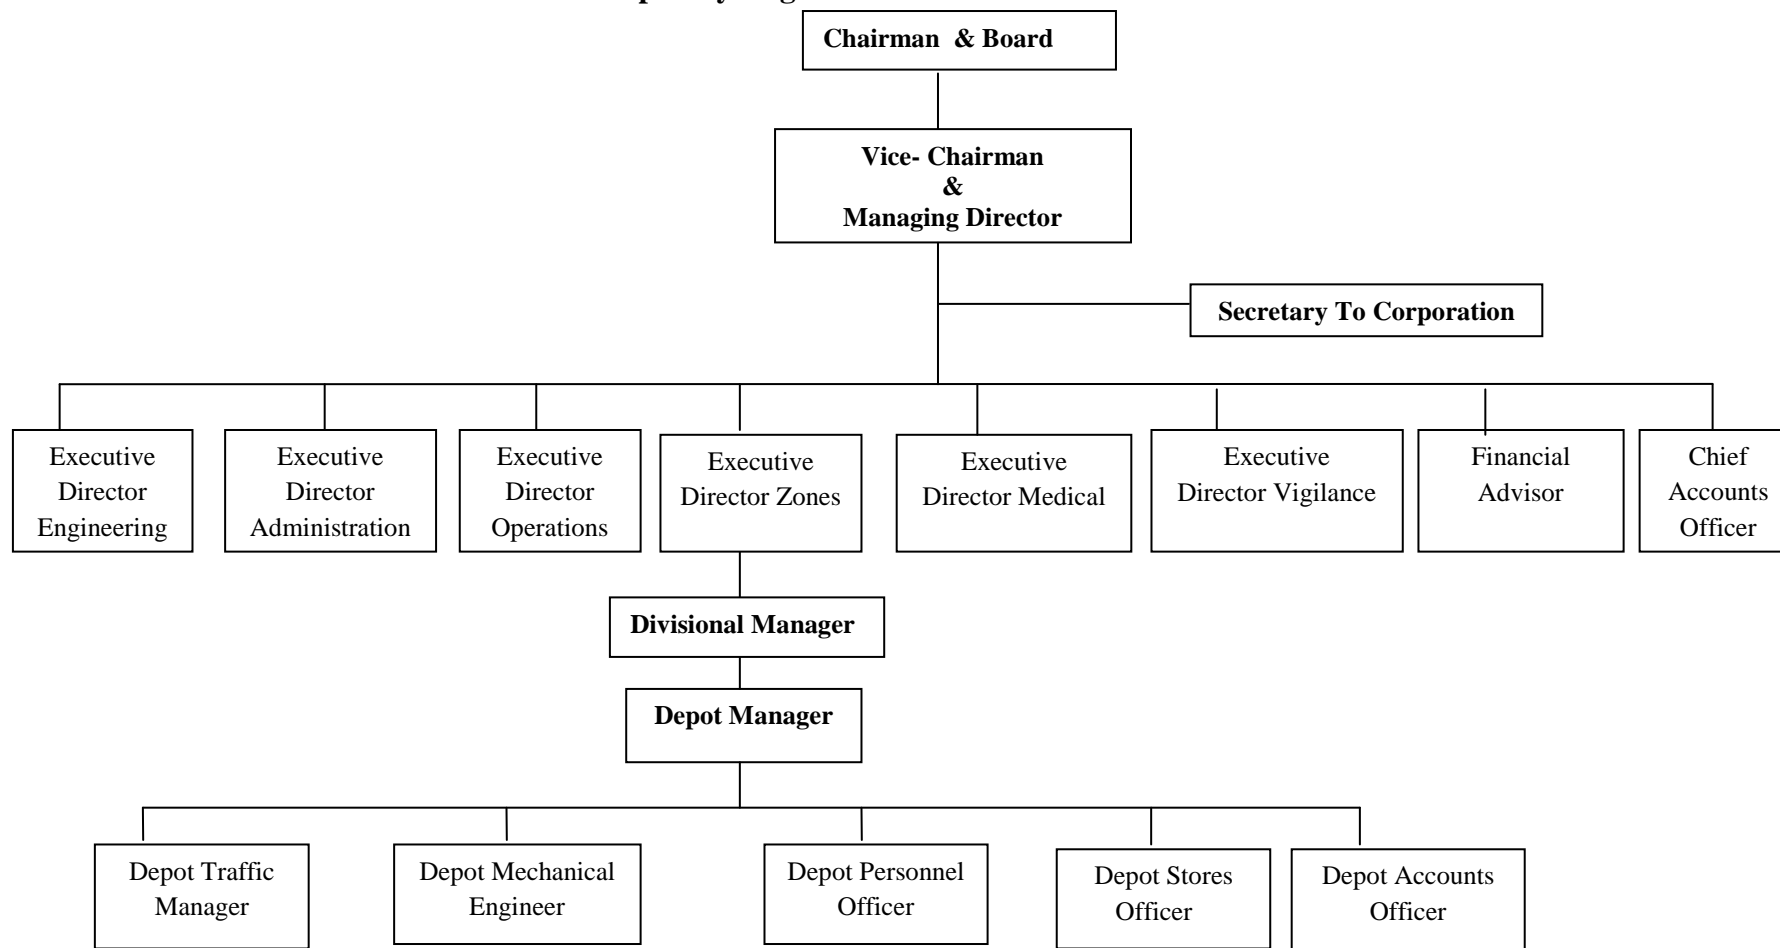 Chairman & Board
Vice- Chairman
&
Managing Director
Secretary To Corporation
Executive
Director
Engineering
Executive
Director
Administration
Executive
Director
Operations
Executive
Director Zones
Executive
Director Medical
Executive
Director Vigilance
Financial
Advisor
Chief
Accounts
Officer
Divisional Manager
Depot Manager
Depot Traffic
Manager
Depot Mechanical
Engineer
Depot Personnel
Officer
Depot Stores
Officer
Depot Accounts
Officer